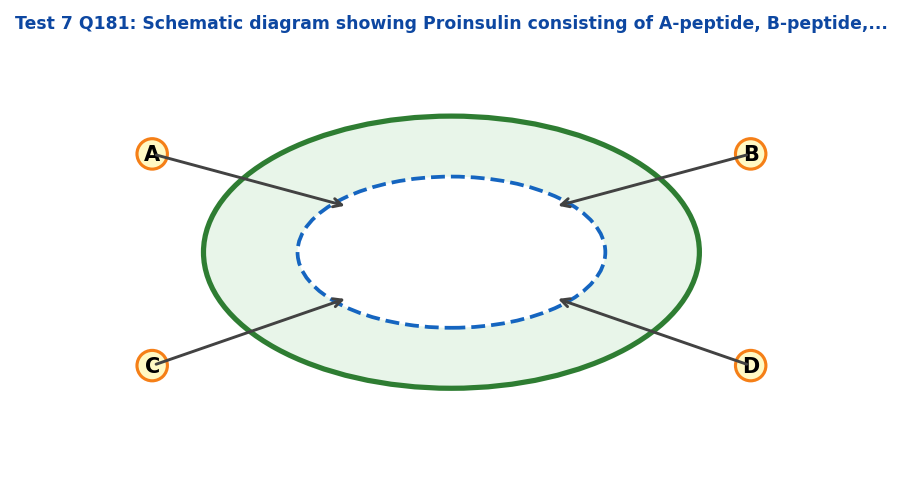 Test 7 Q181: Schematic diagram showing Proinsulin consisting of A-peptide, B-peptide,...
A
B
C
D